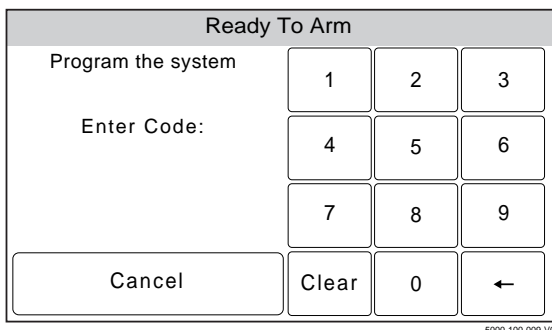 Ready To Arm
Program the system
1 2 3
Enter Code:
4 5 6
7 8 9
Cancel Clear 0 ←